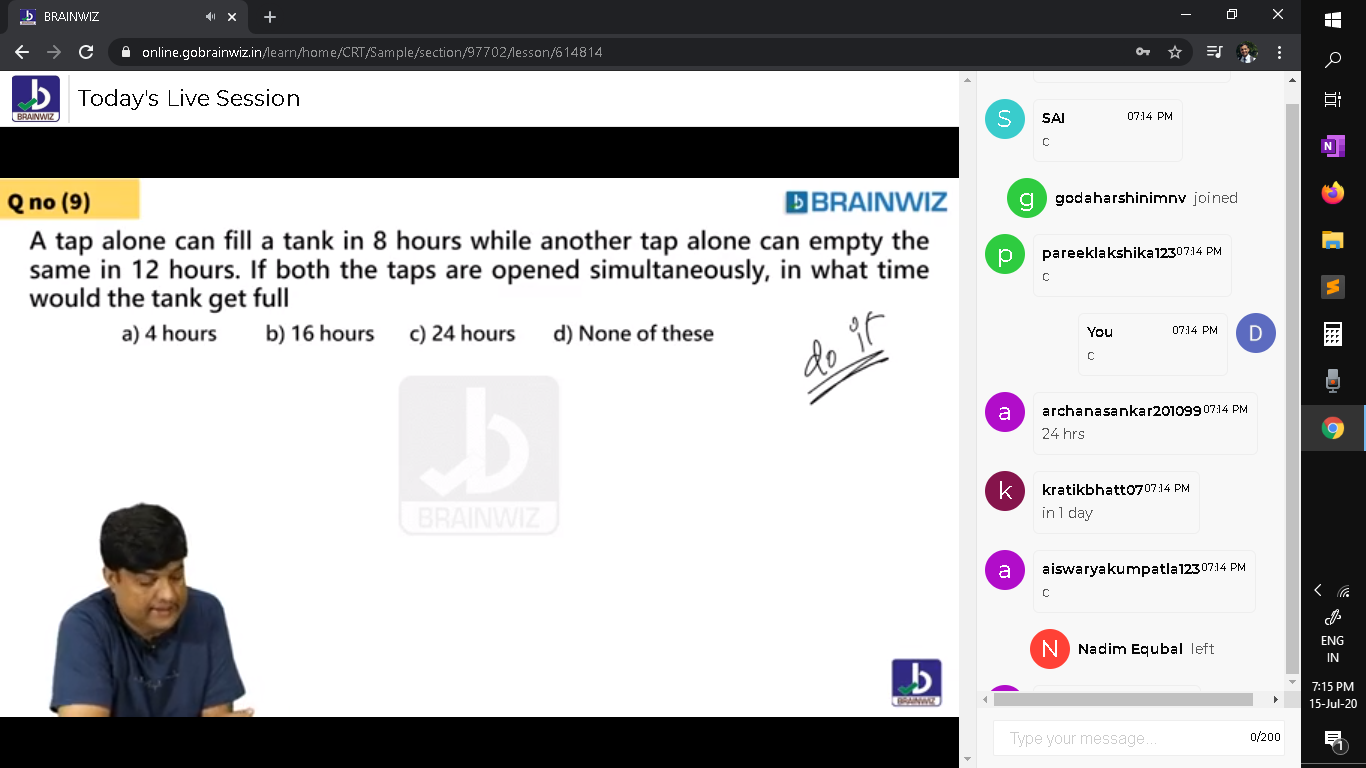 BRAINWIZ
online.gobrainwiz.in/learn/home/CRT/Sample/section/97702/lesson/614814
BRAINWIZ
Today's Live Session
Q no (9)
BRAINWIZ
A tap alone can fill a tank in 8 hours while another tap alone can empty the
same in 12 hours. If both the taps are opened simultaneously, in what time
would the tank get full
a) 4 hours b) 16 hours c) 24 hours d) None of these
do it
BRAINWIZ
BRAINWIZ
S
SAI 07:14 PM
c
g
godaharshinimnv joined
p
pareeklakshika123 07:14 PM
c
You 07:14 PM
c
D
a
archanasankar201099 07:14 PM
24 hrs
k
kratikbhatt07 07:14 PM
in 1 day
a
aiswaryakumpatla123 07:14 PM
c
N
Nadim Equbal left
Type your message... 0/200
N
S
ENG
IN
7:15 PM
15-Jul-20
1